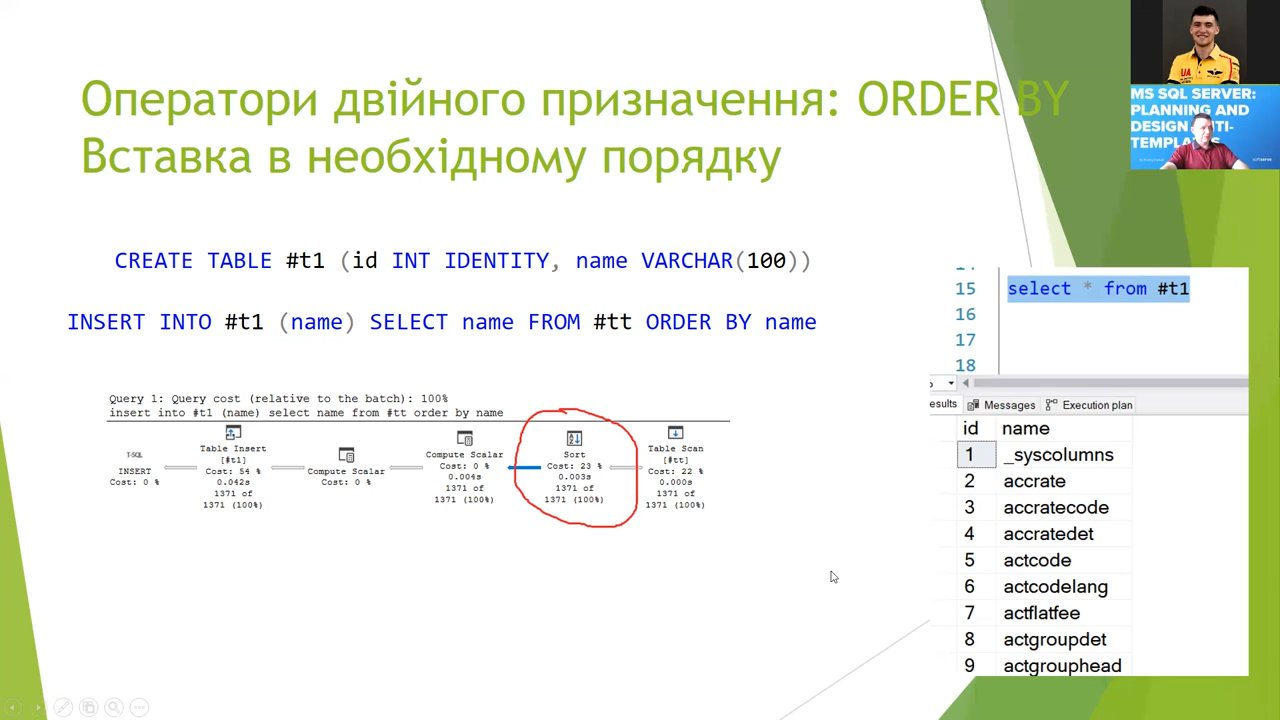 Оператори двійного призначення: ORDER BY
Вставка в необхідному порядку
CREATE TABLE #t1 (id INT IDENTITY, name VARCHAR(100))
INSERT INTO #t1 (name) SELECT name FROM #tt ORDER BY name
Query 1: Query cost (relative to the batch): 100%
insert into #t1 (name) select name from #tt order by name
T-SQL
INSERT
Cost: 0 %
Table Insert
[#t1]
Cost: 54 %
0.042s
1371 of
1371 (100%)
Compute Scalar
Cost: 0 %
Compute Scalar
Cost: 0 %
0.004s
1371 of
1371 (100%)
Sort
Cost: 23 %
0.003s
1371 of
1371 (100%)
Table Scan
[#tt]
Cost: 22 %
0.000s
1371 of
1371 (100%)
UA
MS SQL SERVER:
PLANNING AND
DESIGN
softserve
15 select * from #t1
16
17
18
Messages Execution plan
id name
1 _syscolumns
2 accrate
3 accratecode
4 accratedet
5 actcode
6 actcodelang
7 actflatfee
8 actgroupdet
9 actgrouphead